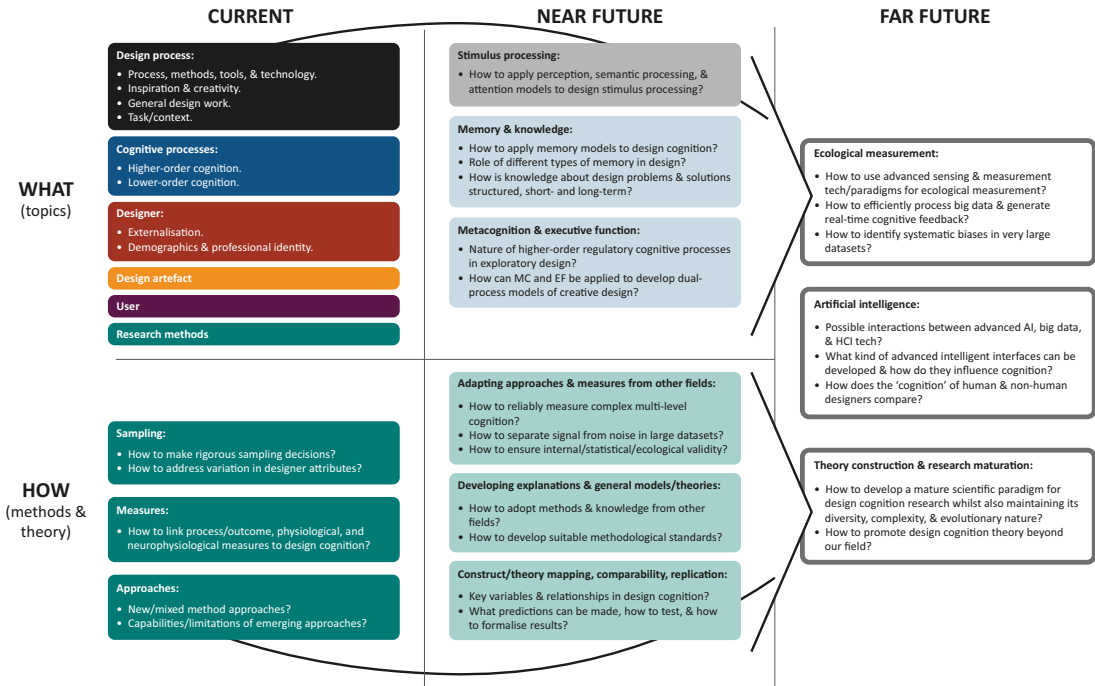 CURRENT
NEAR FUTURE
FAR FUTURE
WHAT
(topics)
Design process:
• Process, methods, tools, & technology.
• Inspiration & creativity.
• General design work.
• Task/context.
Cognitive processes:
• Higher-order cognition.
• Lower-order cognition.
Designer:
• Externalisation.
• Demographics & professional identity.
Design artefact
User
Research methods
Stimulus processing:
• How to apply perception, semantic processing, &
attention models to design stimulus processing?
Memory & knowledge:
• How to apply memory models to design cognition?
• Role of different types of memory in design?
• How is knowledge about design problems & solutions
structured, short- and long-term?
Metacognition & executive function:
• Nature of higher-order regulatory cognitive processes
in exploratory design?
• How can MC and EF be applied to develop dual-
process models of creative design?
Ecological measurement:
• How to use advanced sensing & measurement
tech/paradigms for ecological measurement?
• How to efficiently process big data & generate
real-time cognitive feedback?
• How to identify systematic biases in very large
datasets?
Artificial intelligence:
• Possible interactions between advanced AI, big data,
& HCI tech?
• What kind of advanced intelligent interfaces can be
developed & how do they influence cognition?
• How does the ‘cognition’ of human & non-human
designers compare?
HOW
(methods &
theory)
Sampling:
• How to make rigorous sampling decisions?
• How to address variation in designer attributes?
Measures:
• How to link process/outcome, physiological, and
neurophysiological measures to design cognition?
Approaches:
• New/mixed method approaches?
• Capabilities/limitations of emerging approaches?
Adapting approaches & measures from other fields:
• How to reliably measure complex multi-level
cognition?
• How to separate signal from noise in large datasets?
• How to ensure internal/statistical/ecological validity?
Developing explanations & general models/theories:
• How to adopt methods & knowledge from other
fields?
• How to develop suitable methodological standards?
Construct/theory mapping, comparability, replication:
• Key variables & relationships in design cognition?
• What predictions can be made, how to test, & how
to formalise results?
Theory construction & research maturation:
• How to develop a mature scientific paradigm for
design cognition research whilst also maintaining its
diversity, complexity, & evolutionary nature?
• How to promote design cognition theory beyond
our field?